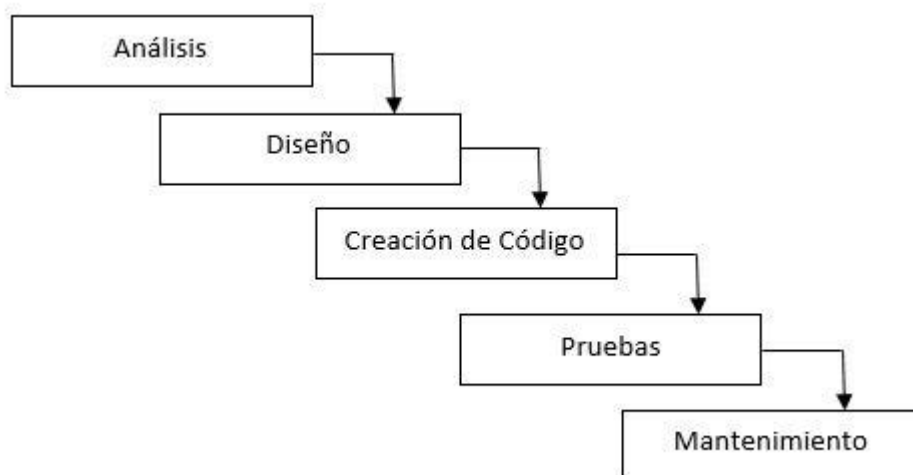 Análisis
Diseño
Creación de Código
Pruebas
Mantenimiento